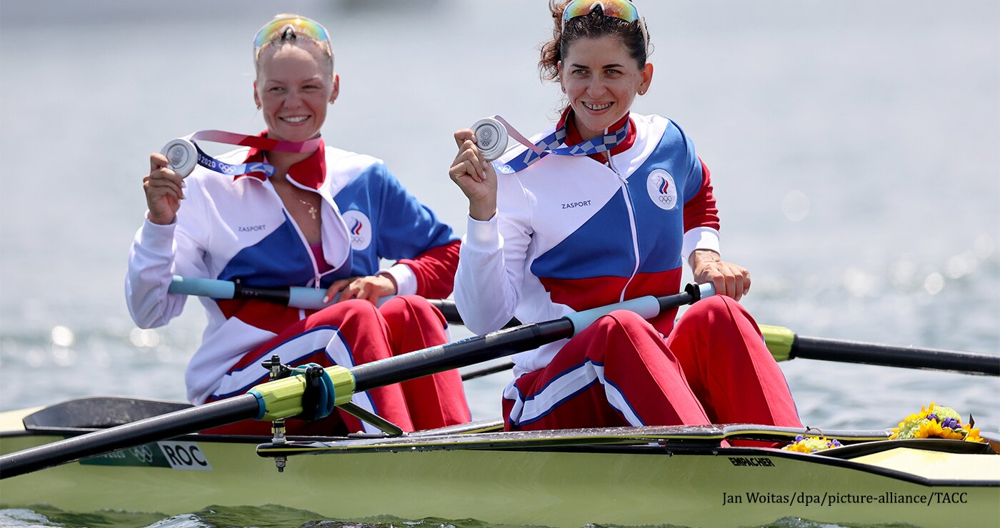 2020
ZASPORT
ZASPORT
ROC
EMPACHER
Jan Woitas/dpa/picture-alliance/TACC